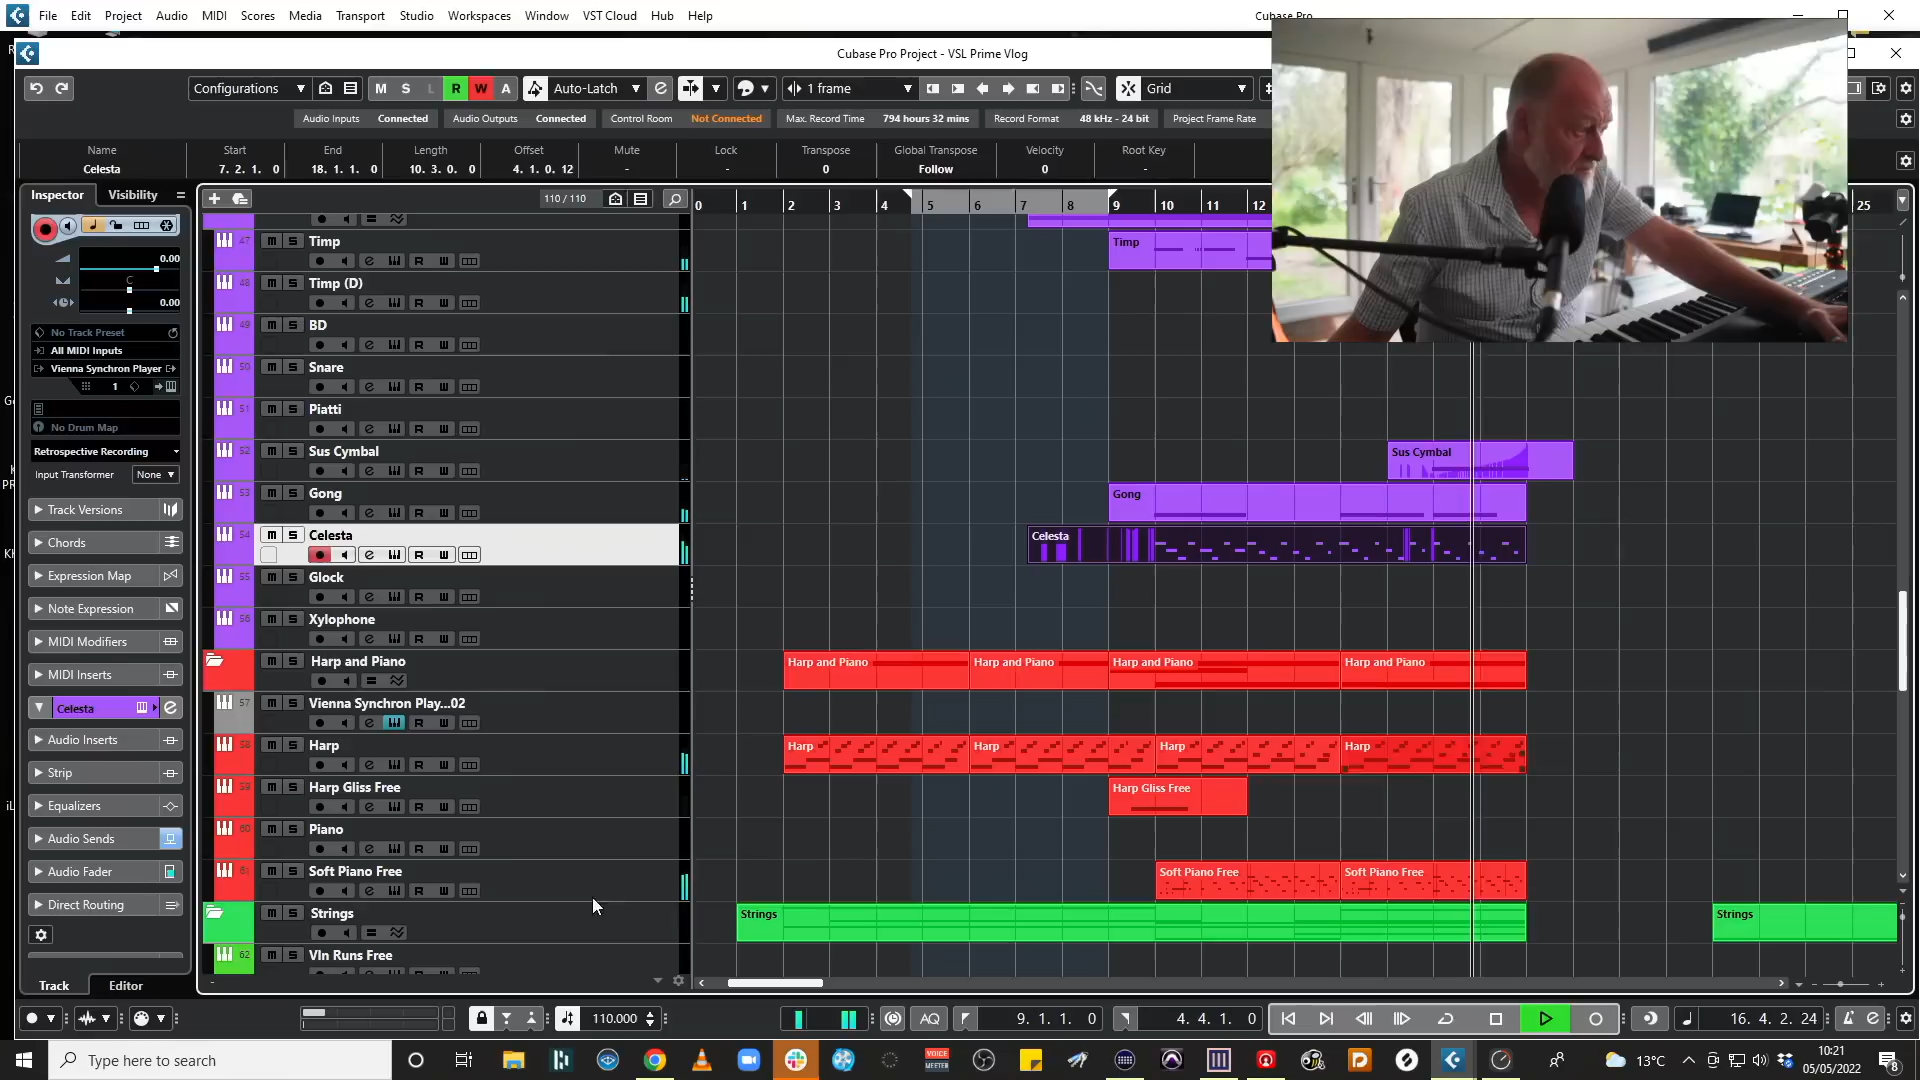 File Edit Project Audio MIDI Scores Media Transport Studio Workspaces Window VST Cloud Hub Help
Cubase Pro
Cubase Pro Project - VSL Prime Vlog
Configurations M S L R W A Auto-Latch 1 frame Grid
Audio Inputs Connected Audio Outputs Connected Control Room Not Connected Max. Record Time 794 hours 32 mins Record Format 48 kHz - 24 bit Project Frame Rate
Name Start End Length Offset Mute Lock Transpose Global Transpose Velocity Root Key
Celesta 7. 2. 1. 0 18. 1. 1. 0 10. 3. 0. 0 4. 1. 0. 12 - - 0 Follow 0 -
Inspector Visibility
110 / 110
0 1 2 3 4 5 6 7 8 9 10 11 12 25
0.00
C
0.00
No Track Preset
All MIDI Inputs
Vienna Synchron Player
1
No Drum Map
Retrospective Recording
Input Transformer None
Track Versions
Chords
Expression Map
Note Expression
MIDI Modifiers
MIDI Inserts
Celesta
Audio Inserts
Strip
Equalizers
Audio Sends
Audio Fader
Direct Routing
Track Editor
47 m S Timp
R W
48 m S Timp (D)
R W
49 m S BD
R W
50 m S Snare
R W
51 m S Piatti
R W
52 m S Sus Cymbal
R W
53 m S Gong
R W
54 m S Celesta
R W
55 m S Glock
R W
56 m S Xylophone
R W
m S Harp and Piano
57 m S Vienna Synchron Play...02
R W
58 m S Harp
R W
59 m S Harp Gliss Free
R W
60 m S Piano
R W
61 m S Soft Piano Free
R W
m S Strings
62 m S Vln Runs Free
Timp
Sus Cymbal
Gong
Celesta
Harp and Piano Harp and Piano Harp and Piano Harp and Piano
Harp Harp Harp Harp
Harp Gliss Free
Soft Piano Free Soft Piano Free
Strings Strings
110.000 AQ 9. 1. 1. 0 4. 4. 1. 0 16. 4. 2. 24
Type here to search
VOICE MEETER
13°C
10:21
05/05/2022
8